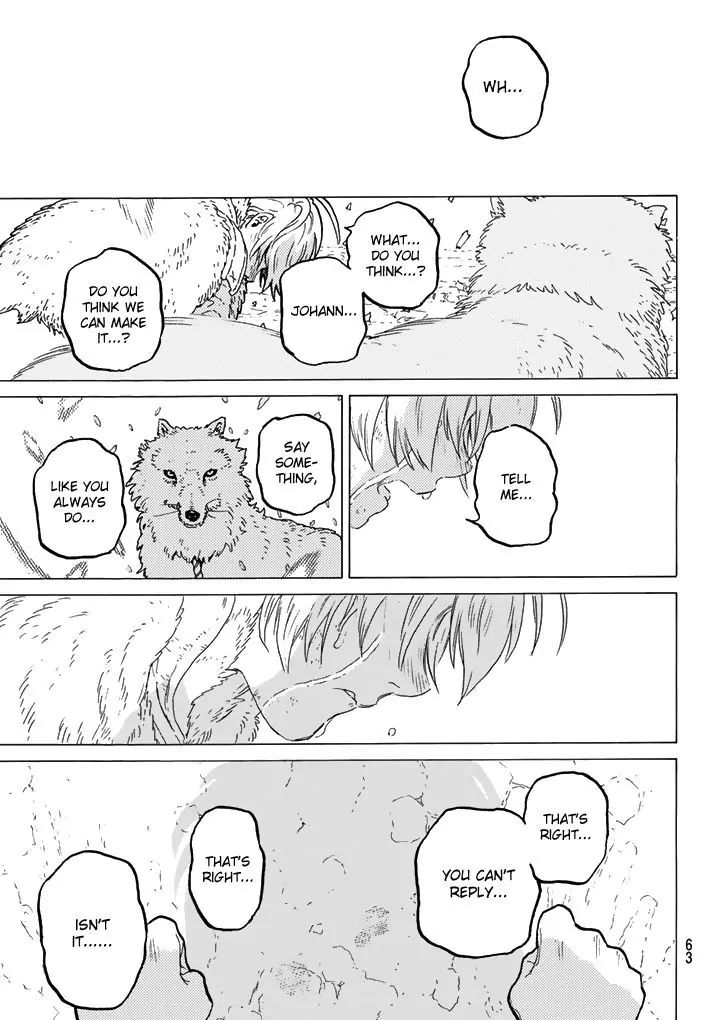 WH...
WHAT...
DO YOU
THINK...?
JOHANN...
DO YOU
THINK WE
CAN MAKE
IT...?
TELL
ME...
SAY
SOME-
THING,
LIKE YOU
ALWAYS
DO...
THAT'S
RIGHT...
YOU CAN'T
REPLY...
THAT'S
RIGHT...
ISN'T
IT......
63